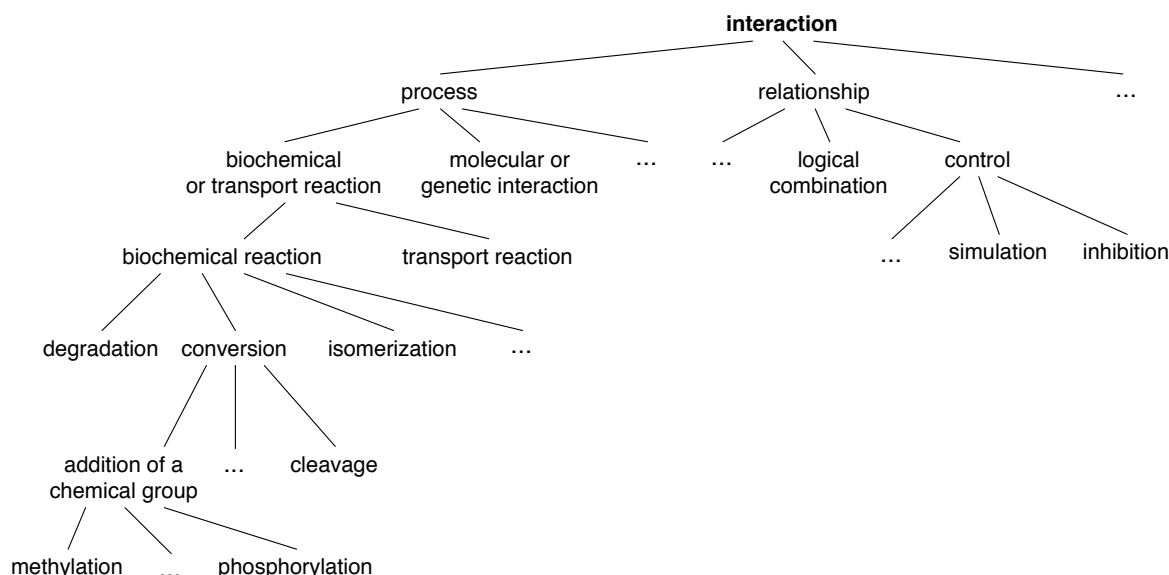 interaction
process
relationship
...
biochemical
or transport reaction
molecular or
genetic interaction
...
...
logical
combination
control
biochemical reaction
transport reaction
...
simulation
inhibition
degradation
conversion
isomerization
...
addition of a
chemical group
...
cleavage
methylation
...
phosphorylation